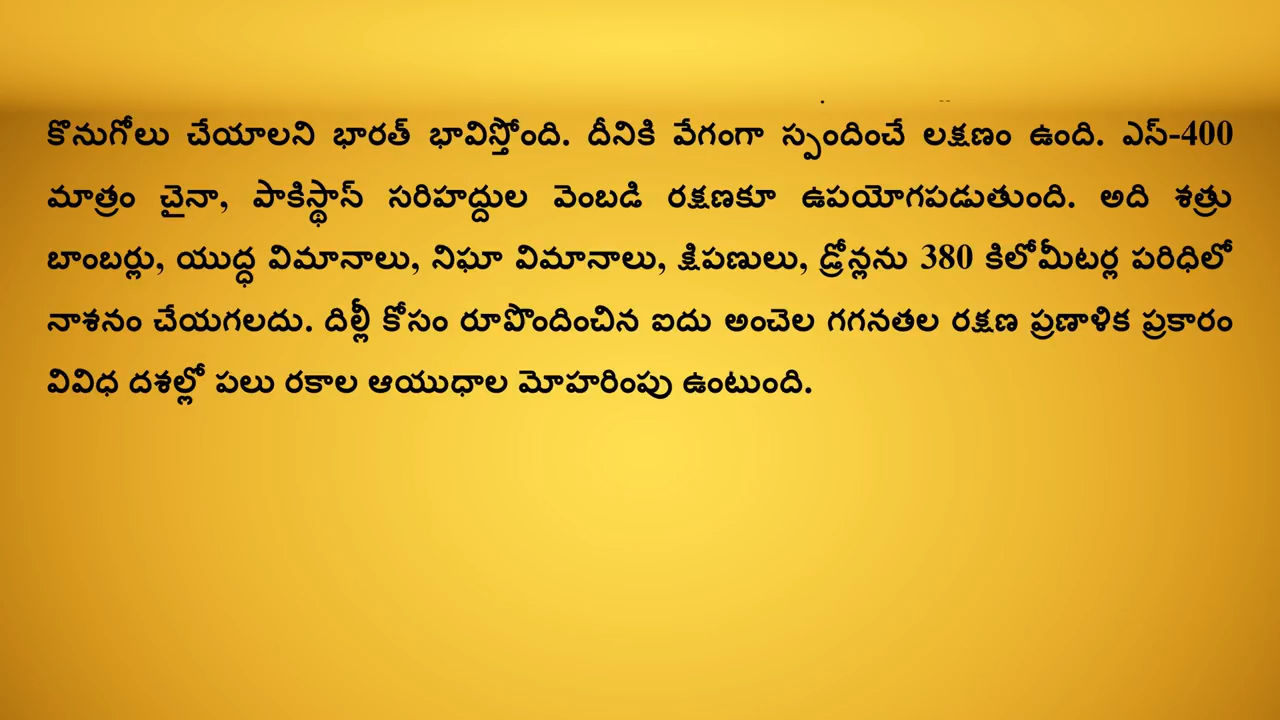 కొనుగోలు చేయాలని భారత్ భావిస్తోంది. దీనికి వేగంగా స్పందించే లక్షణం ఉంది. ఎస్-400
మాత్రం చైనా, పాకిస్థాన్ సరిహద్దుల వెంబడి రక్షణకూ ఉపయోగపడుతుంది. అది శత్రు
బాంబర్లు, యుద్ధ విమానాలు, నిఘా విమానాలు, క్షిపణులు, డ్రోన్లను 380 కిలోమీటర్ల పరిధిలో
నాశనం చేయగలదు. దిల్లీ కోసం రూపొందించిన ఐదు అంచెల గగనతల రక్షణ ప్రణాళిక ప్రకారం
వివిధ దశల్లో పలు రకాల ఆయుధాల మోహరింపు ఉంటుంది.